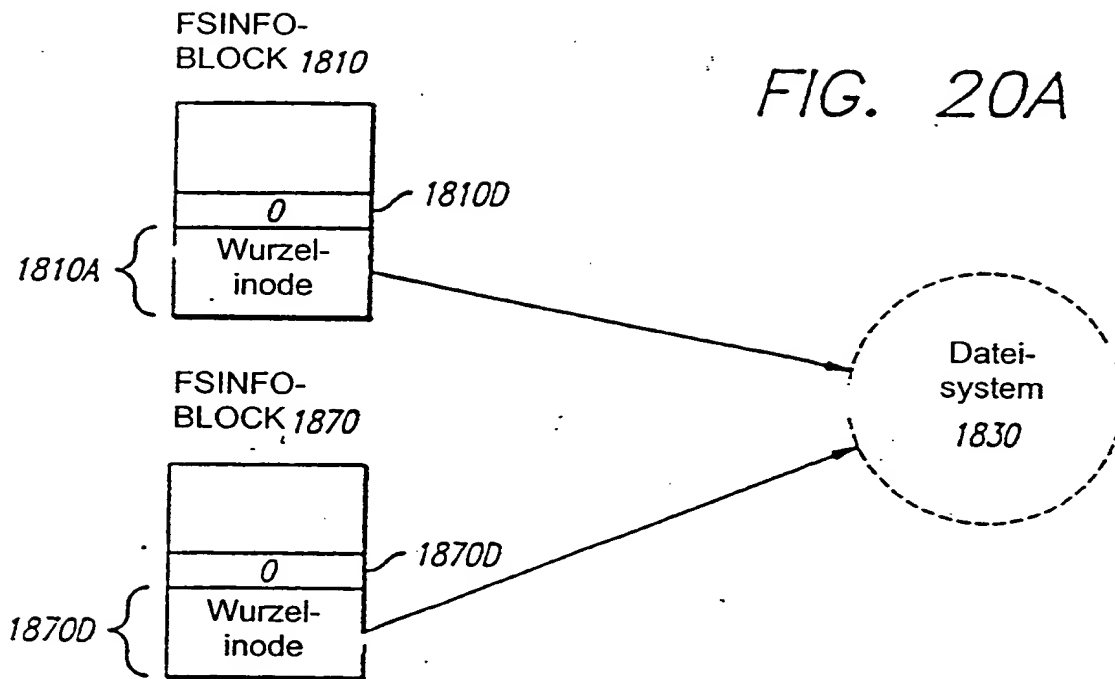 FSINFO-
BLOCK 1810
FIG. 20A
0
1810D
1810A
Wurzel-
inode
Datei-
system
1830
FSINFO-
BLOCK 1870
0
1870D
1870D
Wurzel-
inode